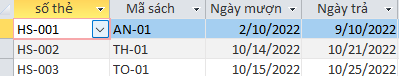 số thẻ Mã sách Ngày mượn Ngày trả
HS-001 AN-01 2/10/2022 9/10/2022
HS-002 TH-01 10/14/2022 10/21/2022
HS-003 TO-01 10/15/2022 10/25/2022